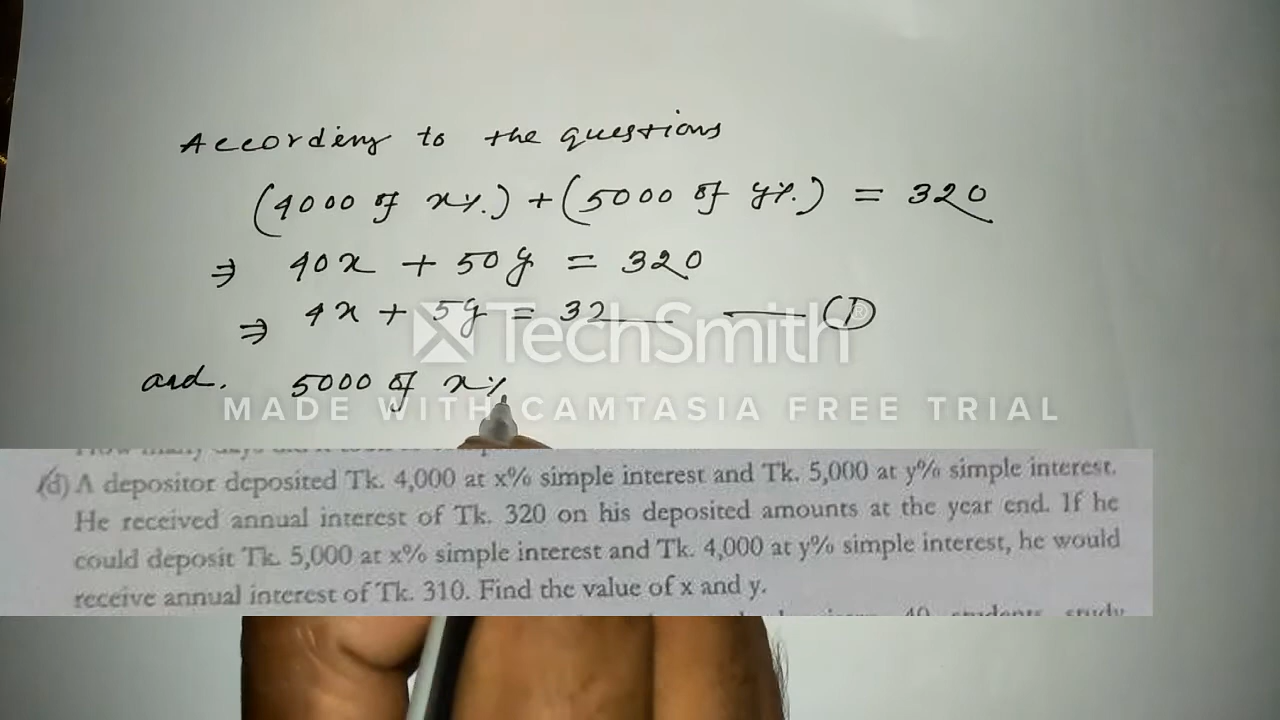 According to the questions
(4000 of x%) + (5000 of y%) = 320
⇒ 40x + 50y = 320
⇒ 4x + 5y = 32 —— ①
TechSmith®
and. 5000 of x%
MADE WITH CAMTASIA FREE TRIAL
(d) A depositor deposited Tk. 4,000 at x% simple interest and Tk. 5,000 at y% simple interest.
He received annual interest of Tk. 320 on his deposited amounts at the year end. If he
could deposit Tk. 5,000 at x% simple interest and Tk. 4,000 at y% simple interest, he would
receive annual interest of Tk. 310. Find the value of x and y.
40 students study